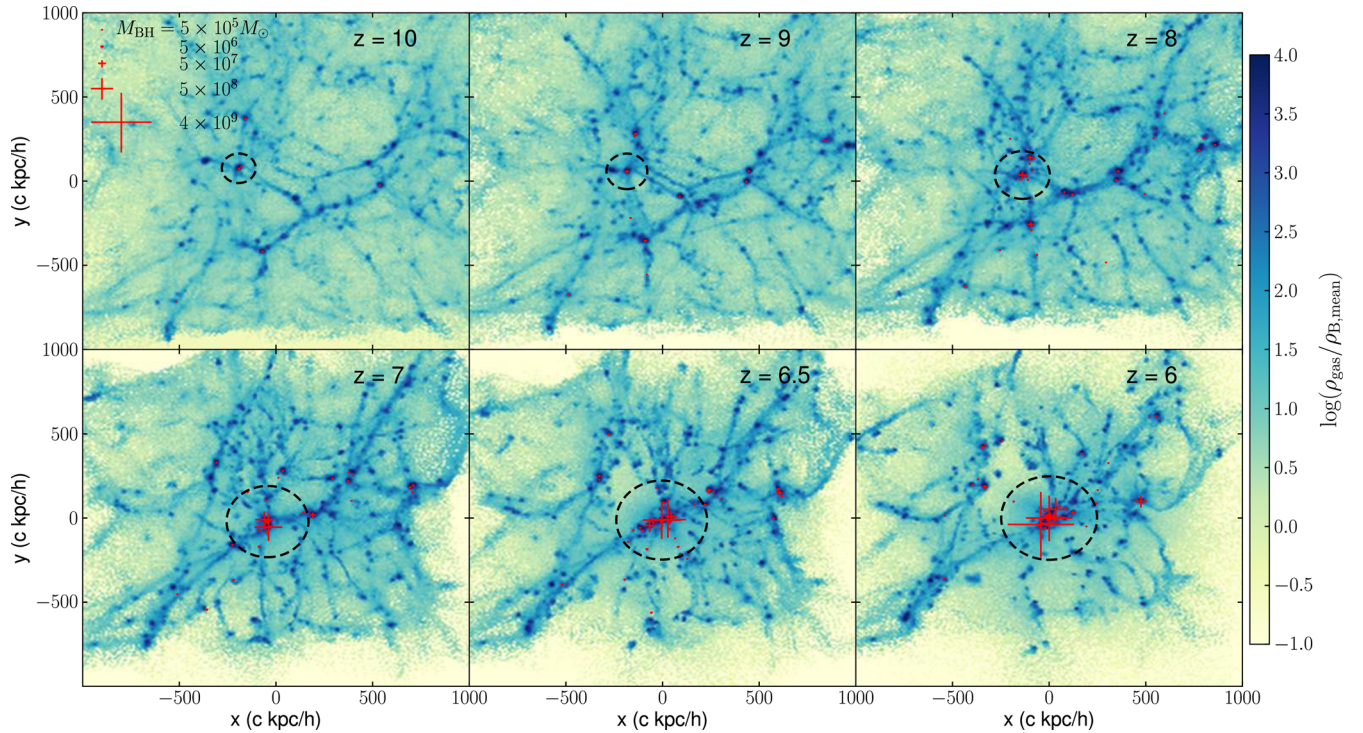 1000
500
0
−500
y (c kpc/h)
z = 10
M_BH = 5 × 10^5 M_⊙
5 × 10^6
5 × 10^7
5 × 10^8
4 × 10^9
z = 9
z = 8
4.0
3.5
3.0
2.5
2.0
1.5
1.0
0.5
0.0
−0.5
−1.0
log(ρ_gas/ρ_B,mean)
1000
500
0
−500
y (c kpc/h)
z = 7
z = 6.5
z = 6
−500 0 500 1000 −500 0 500 1000 −500 0 500 1000
x (c kpc/h) x (c kpc/h) x (c kpc/h)